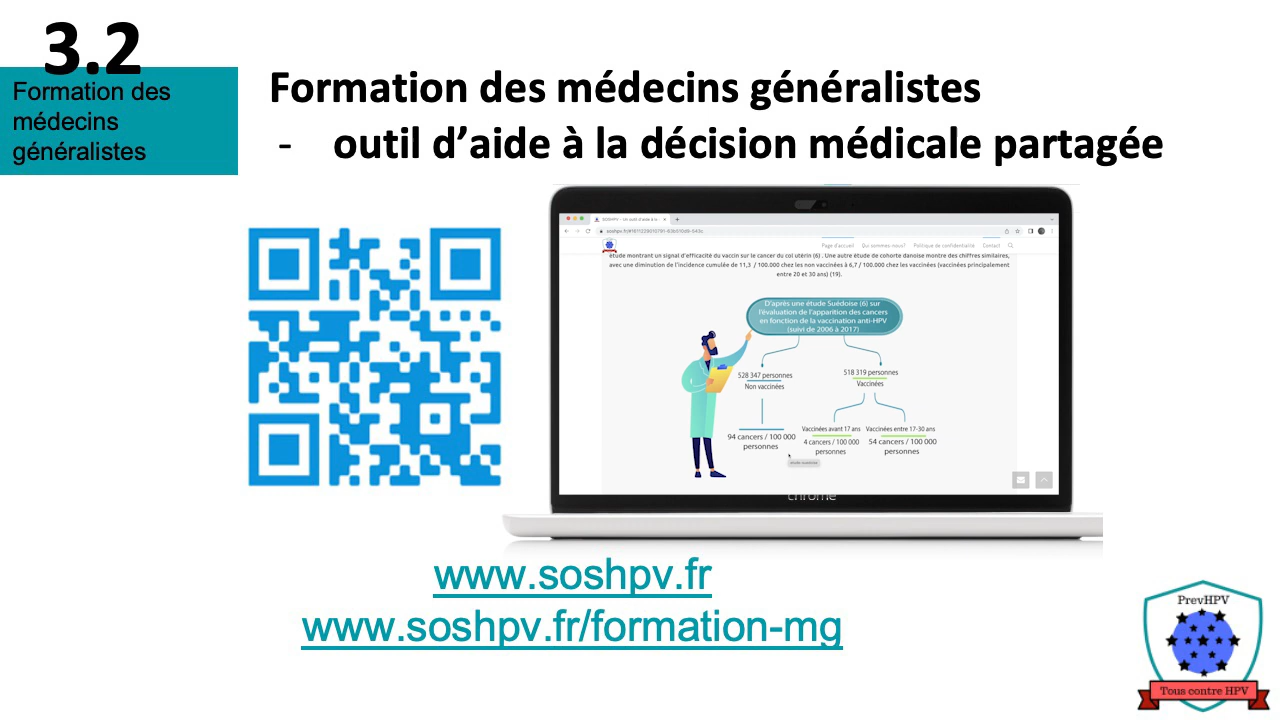 3.2
Formation des
médecins
généralistes
Formation des médecins généralistes
- outil d’aide à la décision médicale partagée
SOSHPV - Un outil d'aide à la
Page d'accueil Qui sommes-nous? Politique de confidentialité Contact
étude montrant un signal d'efficacité du vaccin sur le cancer du col utérin (6) . Une autre étude de cohorte danoise montre des chiffres similaires,
avec une diminution de l'incidence cumulée de 11,3 / 100.000 chez les non vaccinées à 6,7 / 100.000 chez les vaccinées (vaccinées principalement
entre 20 et 30 ans) (19).
D'après une étude Suédoise (6) sur
l'évaluation de l'apparition des cancers
en fonction de la vaccination anti-HPV
(suivi de 2006 à 2017)
528 347 personnes
Non vaccinées
518 319 personnes
Vaccinées
94 cancers / 100 000
personnes
Vaccinées avant 17 ans
4 cancers / 100 000
personnes
Vaccinées entre 17-30 ans
54 cancers / 100 000
personnes
chrome
www.soshpv.fr
www.soshpv.fr/formation-mg
PrevHPV
Tous contre HPV